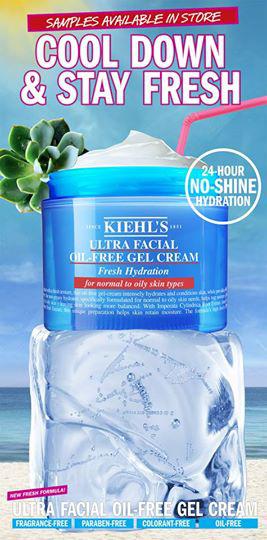 SAMPLES AVAILABLE IN STORE
COOL DOWN
& STAY FRESH
24-HOUR
NO-SHINE
HYDRATION
SINCE KIEHL'S 1851
ULTRA FACIAL
OIL-FREE GEL CREAM
Fresh Hydration
for normal to oily skin types
NEW FRESH FORMULA!
ULTRA FACIAL OIL-FREE GEL CREAM
FRAGRANCE-FREE | PARABEN-FREE | COLORANT-FREE | OIL-FREE